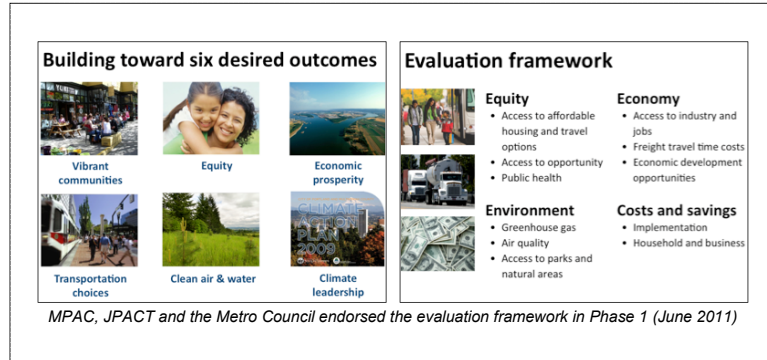 Building toward six desired outcomes
Vibrant
communities
Equity
Economic
prosperity
CLIMATE
ACTION
PLAN
2009
Transportation
choices
Clean air & water
Climate
leadership
Evaluation framework
Equity
• Access to affordable
housing and travel
options
• Access to opportunity
• Public health
Economy
• Access to industry and
jobs
• Freight travel time costs
• Economic development
opportunities
Environment
• Greenhouse gas
• Air quality
• Access to parks and
natural areas
Costs and savings
• Implementation
• Household and business
MPAC, JPACT and the Metro Council endorsed the evaluation framework in Phase 1 (June 2011)